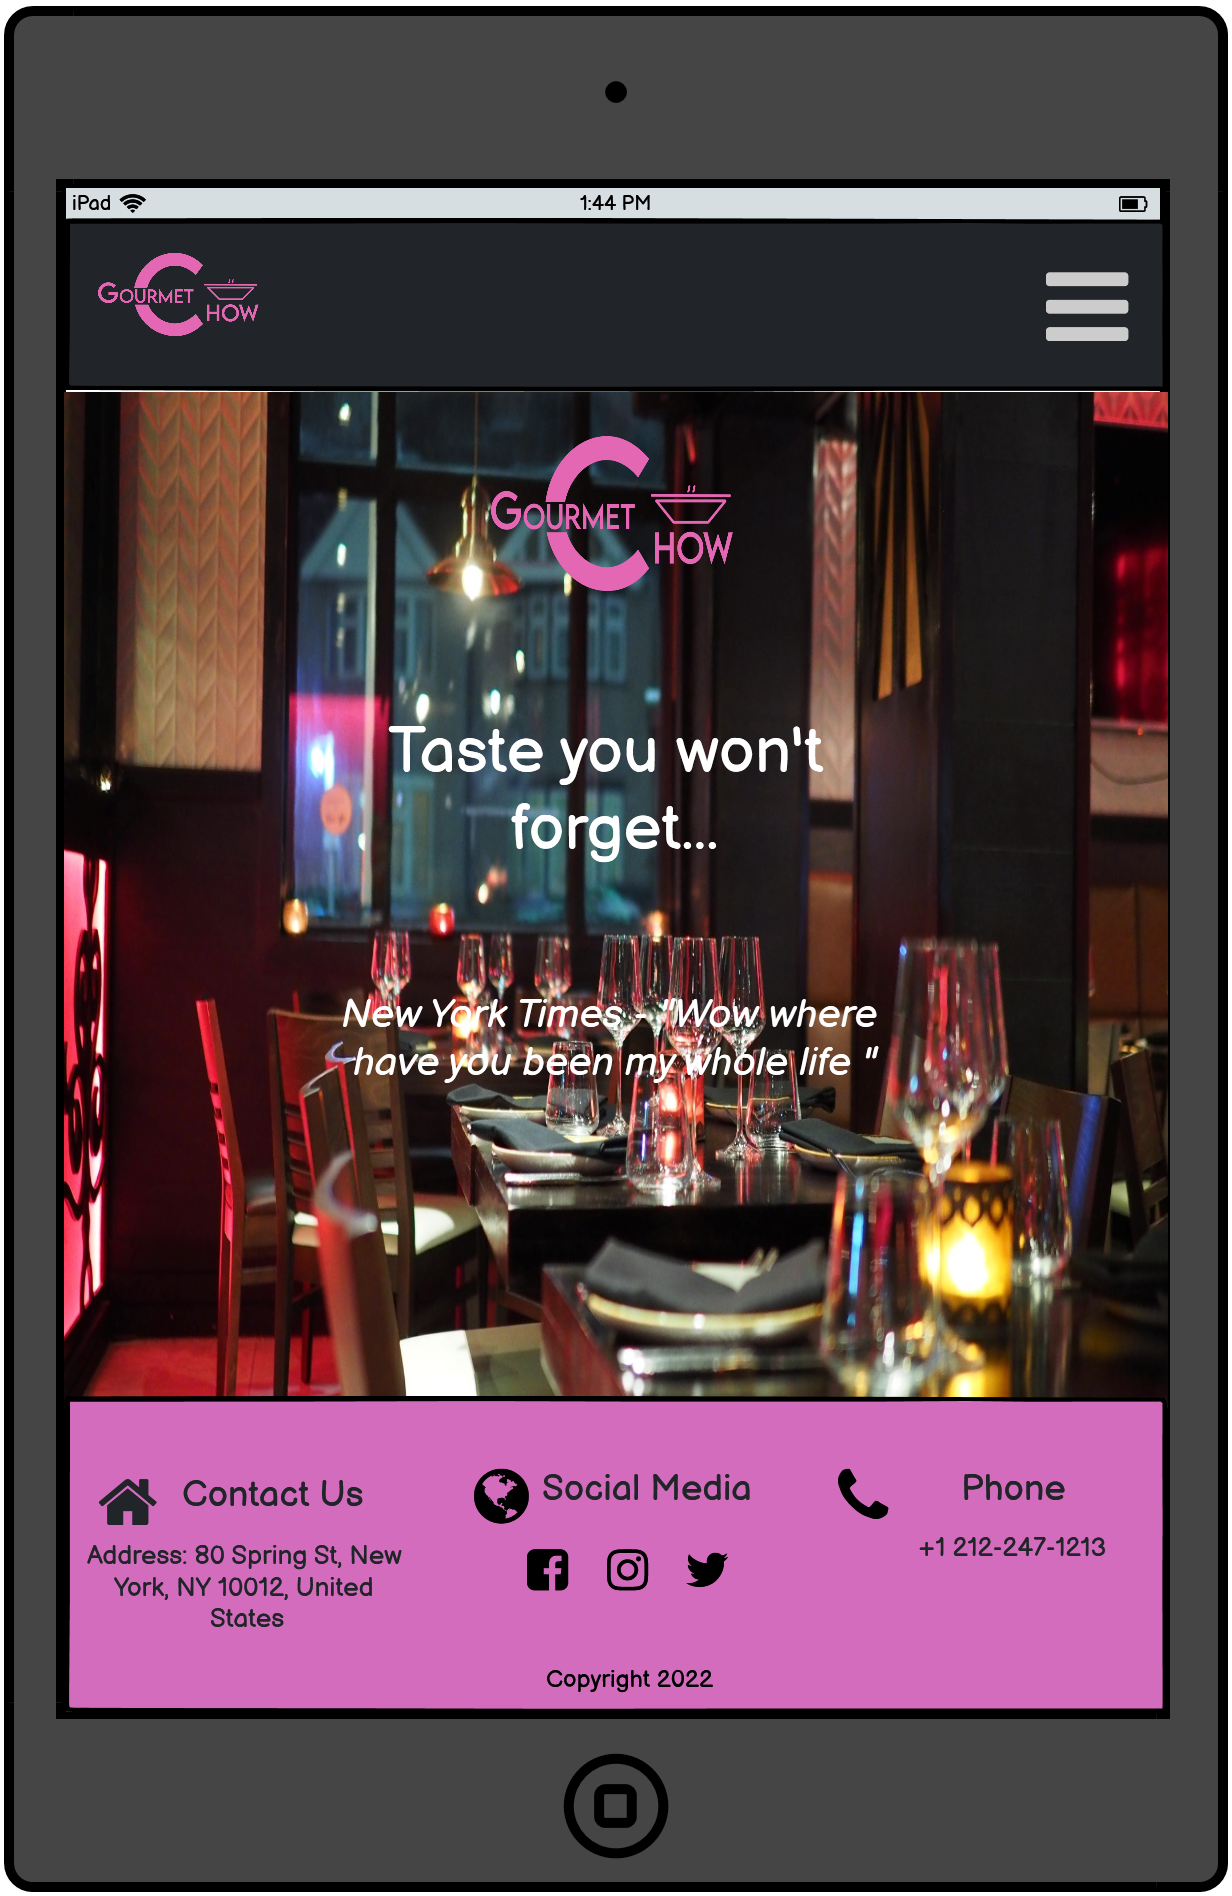 iPad
1:44 PM
GOURMET
HOW
GOURMET
HOW
Taste you won't
forget...
New York Times - "Wow where
have you been my whole life "
Contact Us
Address: 80 Spring St, New
York, NY 10012, United
States
Social Media
Phone
+1 212-247-1213
Copyright 2022